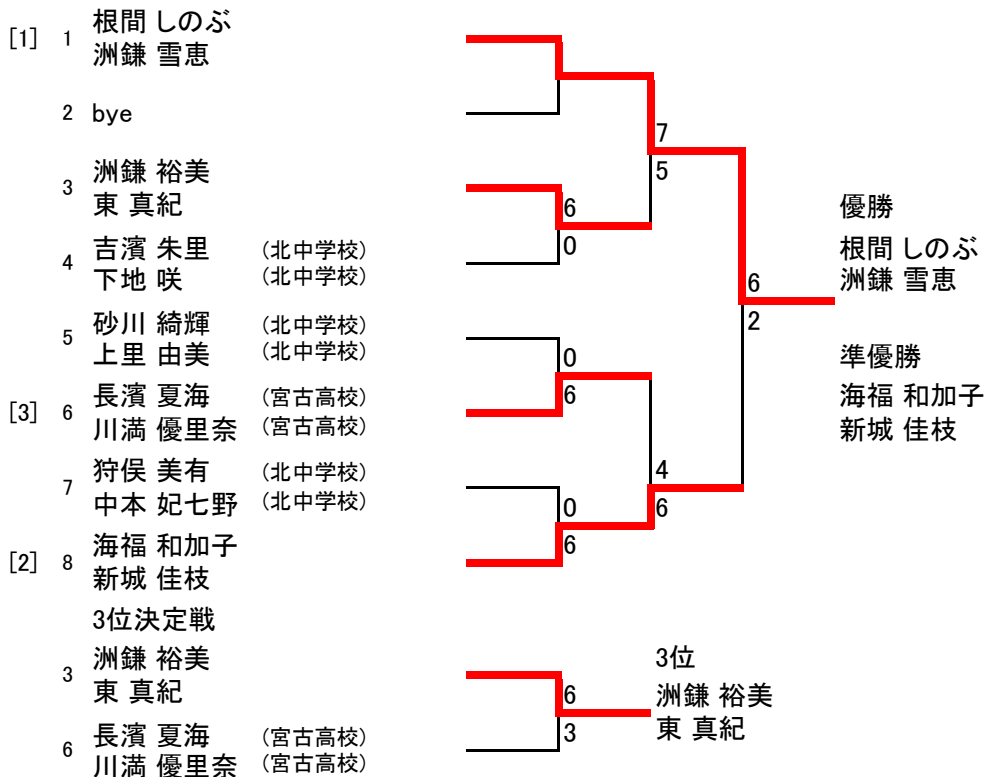 [1] 1 根間 しのぶ
洲鎌 雪恵
2 bye
3 洲鎌 裕美
東 真紀
4 吉濱 朱里 (北中学校)
下地 咲 (北中学校)
5 砂川 綺輝 (北中学校)
上里 由美 (北中学校)
[3] 6 長濱 夏海 (宮古高校)
川満 優里奈 (宮古高校)
7 狩俣 美有 (北中学校)
中本 妃七野 (北中学校)
[2] 8 海福 和加子
新城 佳枝
6
0
0
6
0
6
7
5
4
6
6
2
優勝
根間 しのぶ
洲鎌 雪恵
準優勝
海福 和加子
新城 佳枝
3位決定戦
3 洲鎌 裕美
東 真紀
6 長濱 夏海 (宮古高校)
川満 優里奈 (宮古高校)
6
3
3位
洲鎌 裕美
東 真紀